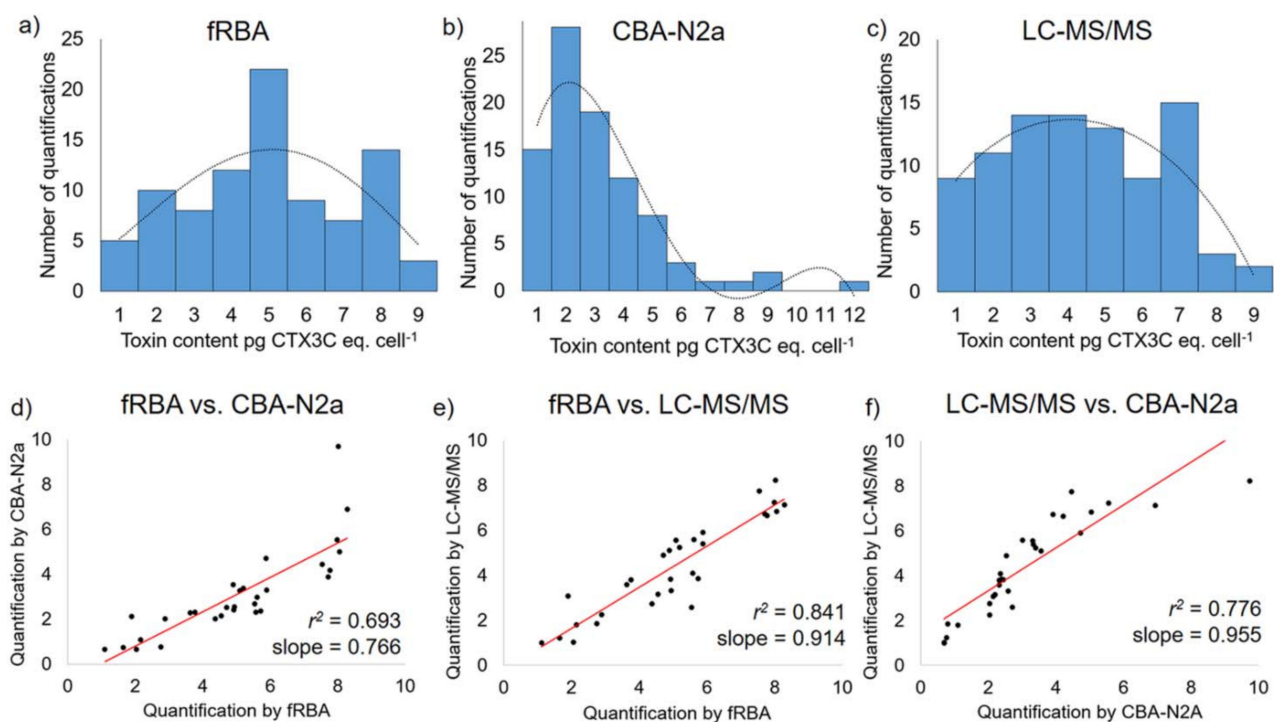 a) fRBA
Number of quantifications
25
20
15
10
5
0
1 2 3 4 5 6 7 8 9
Toxin content pg CTX3C eq. cell⁻¹
b) CBA-N2a
Number of quantifications
25
20
15
10
5
0
1 2 3 4 5 6 7 8 9 10 11 12
Toxin content pg CTX3C eq. cell⁻¹
c) LC-MS/MS
Number of quantifications
20
15
10
5
0
1 2 3 4 5 6 7 8 9
Toxin content pg CTX3C eq. cell⁻¹
d) fRBA vs. CBA-N2a
Quantification by CBA-N2a
10
8
6
4
2
0
r² = 0.693
slope = 0.766
0 2 4 6 8 10
Quantification by fRBA
e) fRBA vs. LC-MS/MS
Quantification by LC-MS/MS
10
8
6
4
2
0
r² = 0.841
slope = 0.914
0 2 4 6 8 10
Quantification by fRBA
f) LC-MS/MS vs. CBA-N2a
Quantification by LC-MS/MS
10
8
6
4
2
0
r² = 0.776
slope = 0.955
0 2 4 6 8 10
Quantification by CBA-N2A